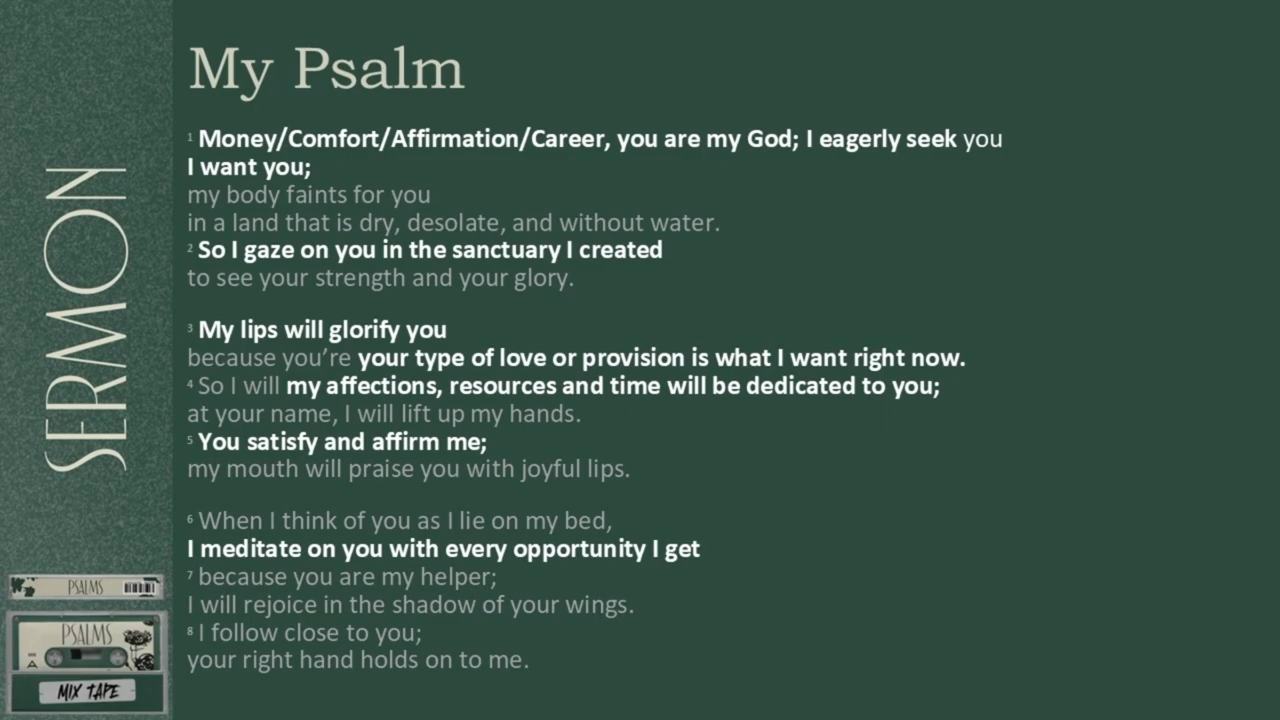 My Psalm
1 Money/Comfort/Affirmation/Career, you are my God; I eagerly seek you
I want you;
my body faints for you
in a land that is dry, desolate, and without water.
2 So I gaze on you in the sanctuary I created
to see your strength and your glory.
3 My lips will glorify you
because you’re your type of love or provision is what I want right now.
4 So I will my affections, resources and time will be dedicated to you;
at your name, I will lift up my hands.
5 You satisfy and affirm me;
my mouth will praise you with joyful lips.
6 When I think of you as I lie on my bed,
I meditate on you with every opportunity I get
7 because you are my helper;
I will rejoice in the shadow of your wings.
8 I follow close to you;
your right hand holds on to me.
SERMON
PSALMS
PSALMS
A
MIX TAPE